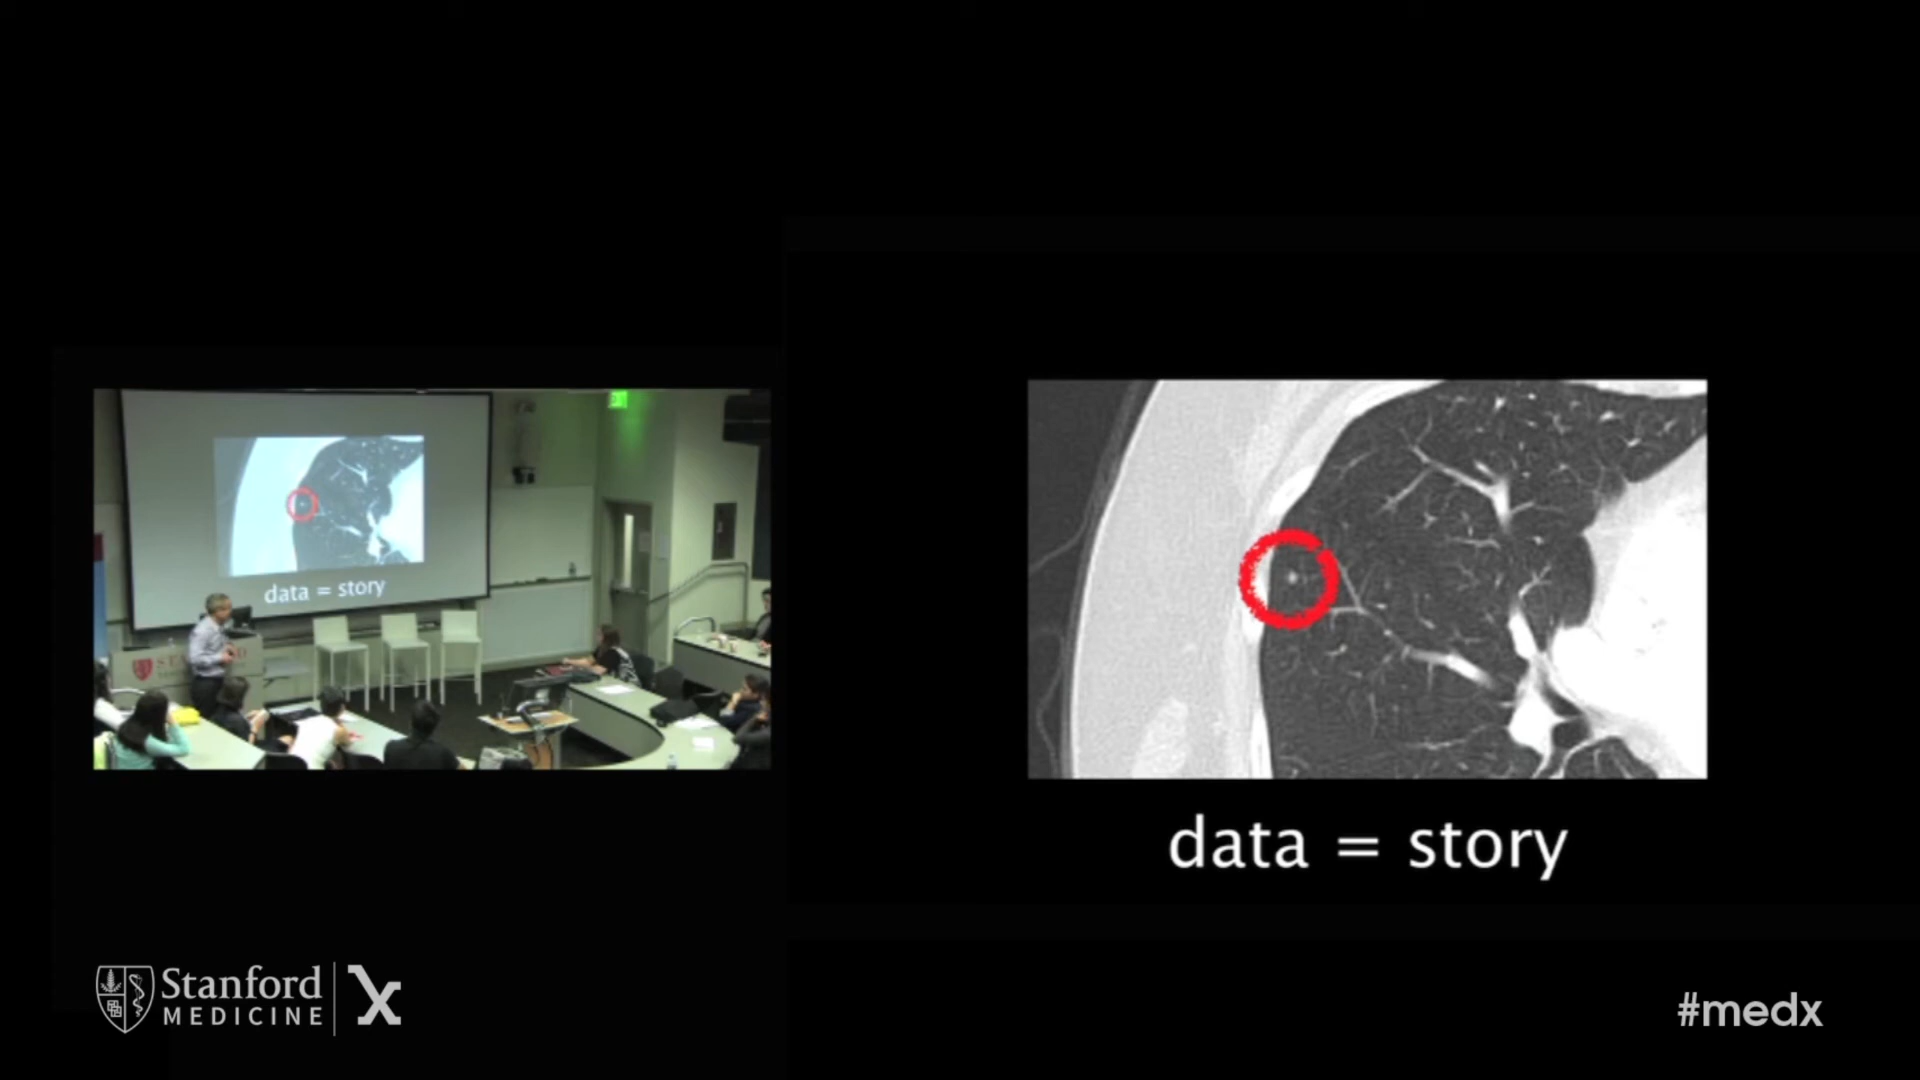 data = story
data = story
Stanford
MEDICINE
X
#medx